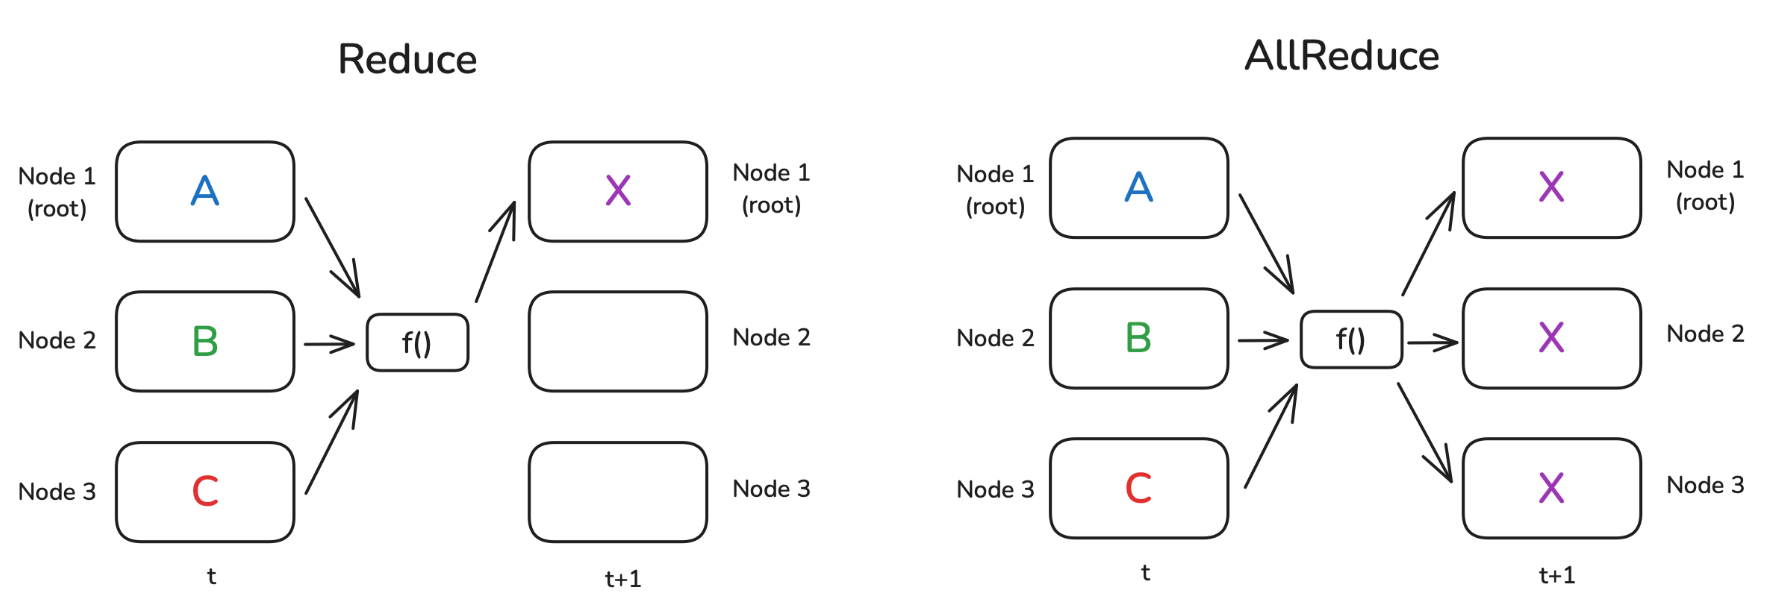 Reduce
Node 1
(root)
A
X
Node 1
(root)
Node 2
B
f()
Node 2
Node 3
C
Node 3
t
t+1
AllReduce
Node 1
(root)
A
X
Node 1
(root)
Node 2
B
f()
X
Node 2
Node 3
C
X
Node 3
t
t+1